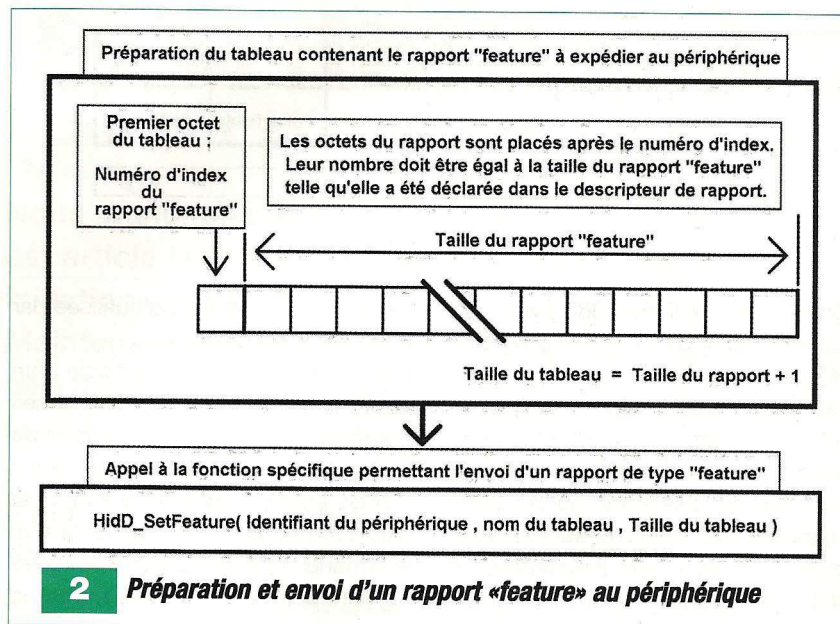 Préparation du tableau contenant le rapport "feature" à expédier au périphérique
Premier octet
du tableau :
Numéro d'index
du
rapport "feature"
Les octets du rapport sont placés après le numéro d'index.
Leur nombre doit être égal à la taille du rapport "feature"
telle qu'elle a été déclarée dans le descripteur de rapport.
Taille du rapport "feature"
Taille du tableau = Taille du rapport + 1
Appel à la fonction spécifique permettant l'envoi d'un rapport de type "feature"
HidD_SetFeature( Identifiant du périphérique , nom du tableau , Taille du tableau )
2 Préparation et envoi d'un rapport «feature» au périphérique